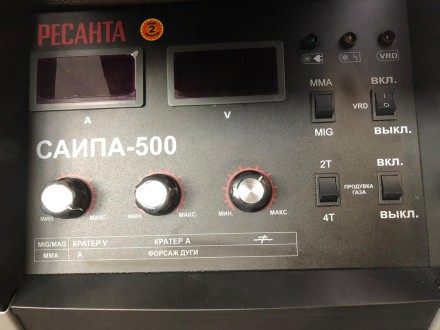 РЕСАНТА
2
VRD
A
V
MMA
ВКЛ.
VRD
MIG
ВЫКЛ.
САИПА-500
2T
ВКЛ.
ПРОДУВКА
ГАЗА
4T
ВЫКЛ.
МИН. МАКС. МИН. МАКС. МИН. МАКС.
MIG/MAG КРАТЕР V КРАТЕР A
MMA A ФОРСАЖ ДУГИ